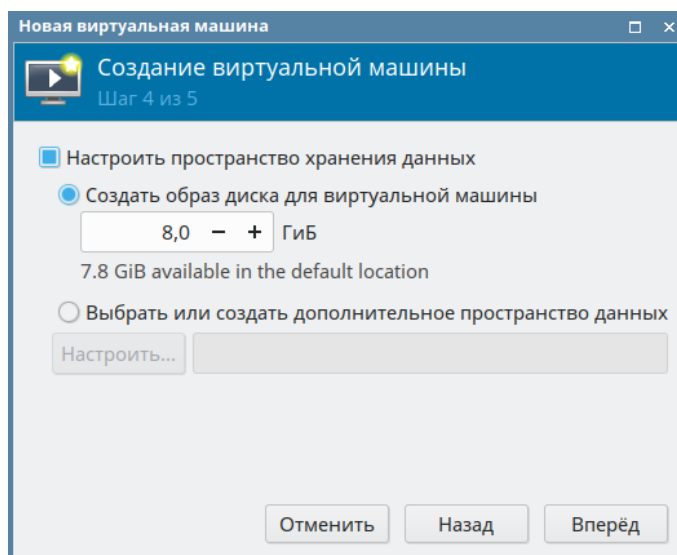 Новая виртуальная машина
Создание виртуальной машины
Шаг 4 из 5
Настроить пространство хранения данных
Создать образ диска для виртуальной машины
8,0 − + ГиБ
7.8 GiB available in the default location
Выбрать или создать дополнительное пространство данных
Настроить...
Отменить Назад Вперёд